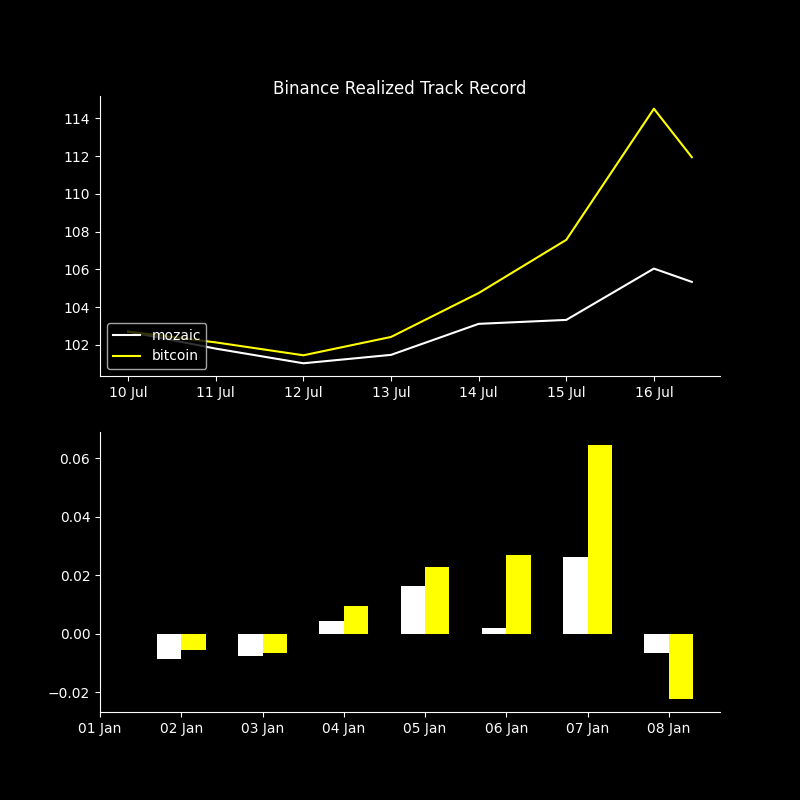 Binance Realized Track Record
114
112
110
108
106
104
102
mozaic
bitcoin
10 Jul 11 Jul 12 Jul 13 Jul 14 Jul 15 Jul 16 Jul
0.06
0.04
0.02
0.00
−0.02
01 Jan 02 Jan 03 Jan 04 Jan 05 Jan 06 Jan 07 Jan 08 Jan